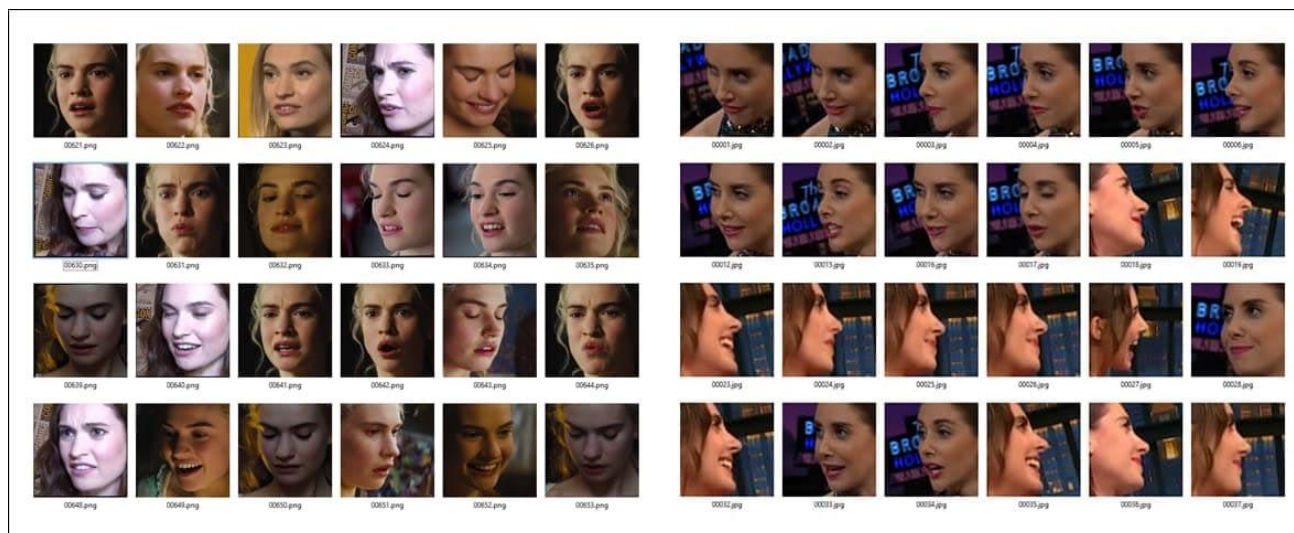 00621.png 00622.png 00623.png 00624.png 00625.png 00626.png
00630.png 00631.png 00632.png 00633.png 00634.png 00635.png
00639.png 00640.png 00641.png 00642.png 00643.png 00644.png
00648.png 00649.png 00650.png 00651.png 00652.png 00653.png
00001.jpg 00002.jpg 00003.jpg 00004.jpg 00005.jpg 00006.jpg
00012.jpg 00015.jpg 00016.jpg 00017.jpg 00018.jpg 00019.jpg
00023.jpg 00024.jpg 00025.jpg 00026.jpg 00027.jpg 00028.jpg
00032.jpg 00033.jpg 00034.jpg 00035.jpg 00036.jpg 00037.jpg